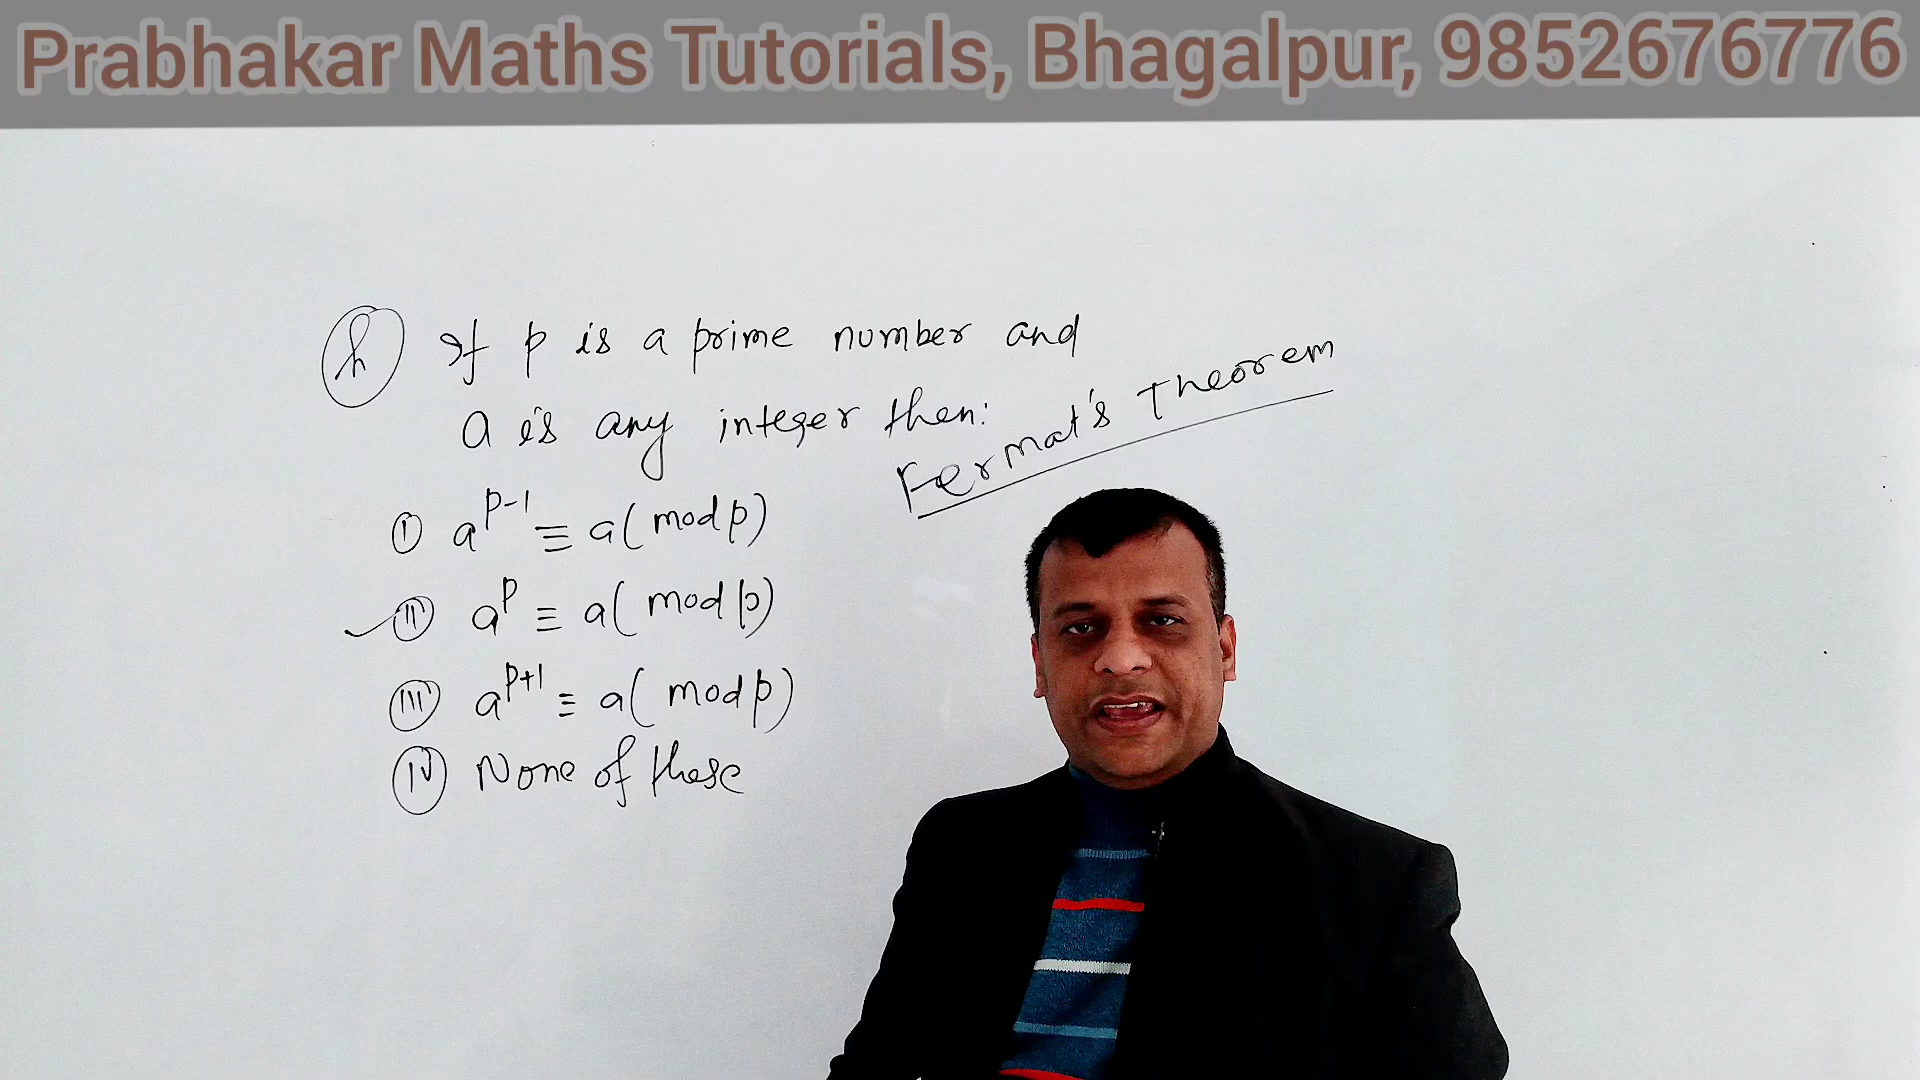 Prabhakar Maths Tutorials, Bhagalpur, 9852676776
(h) If p is a prime number and
a is any integer then:
Fermat's Theorem
(i) a^{p-1} ≡ a(mod p)
✓ (ii) a^p ≡ a(mod p)
(iii) a^{p+1} ≡ a(mod p)
(iv) None of these